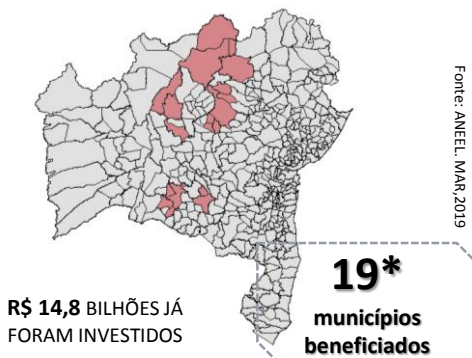 Fonte: ANEEL. MAR,2019
19*
municípios
beneficiados
R$ 14,8 BILHÕES JÁ
FORAM INVESTIDOS